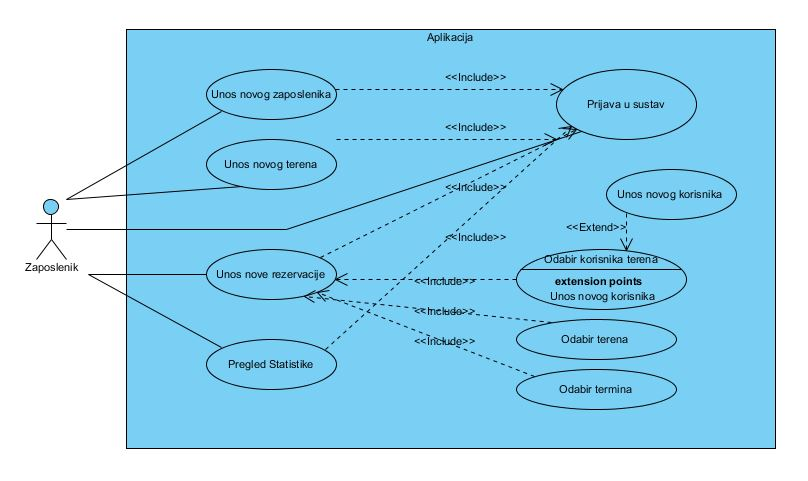 Aplikacija
Unos novog zaposlenika
<<Include>>
Prijava u sustav
<<Include>>
Unos novog terena
<<Include>>
Unos novog korisnika
<<Extend>>
<<Include>>
Zaposlenik
Unos nove rezervacije
Odabir korisnika terena
<<Include>>
extension points
Unos novog korisnika
<<Include>>
Odabir terena
<<Include>>
Pregled Statistike
Odabir termina